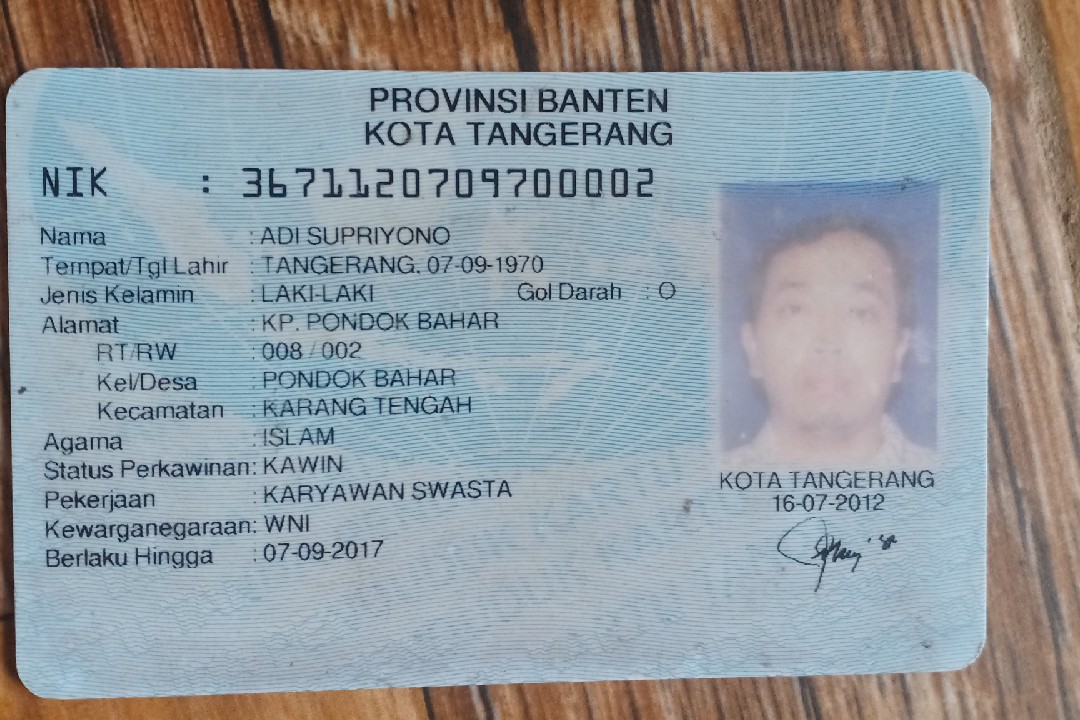 PROVINSI BANTEN
KOTA TANGERANG
NIK : 3671120709700002
Nama : ADI SUPRIYONO
Tempat/Tgl Lahir : TANGERANG, 07-09-1970
Jenis Kelamin : LAKI-LAKI Gol Darah : O
Alamat : KP. PONDOK BAHAR
RT/RW : 008 / 002
Kel/Desa : PONDOK BAHAR
Kecamatan : KARANG TENGAH
Agama : ISLAM
Status Perkawinan: KAWIN
Pekerjaan : KARYAWAN SWASTA
Kewarganegaraan: WNI
Berlaku Hingga : 07-09-2017
KOTA TANGERANG
16-07-2012